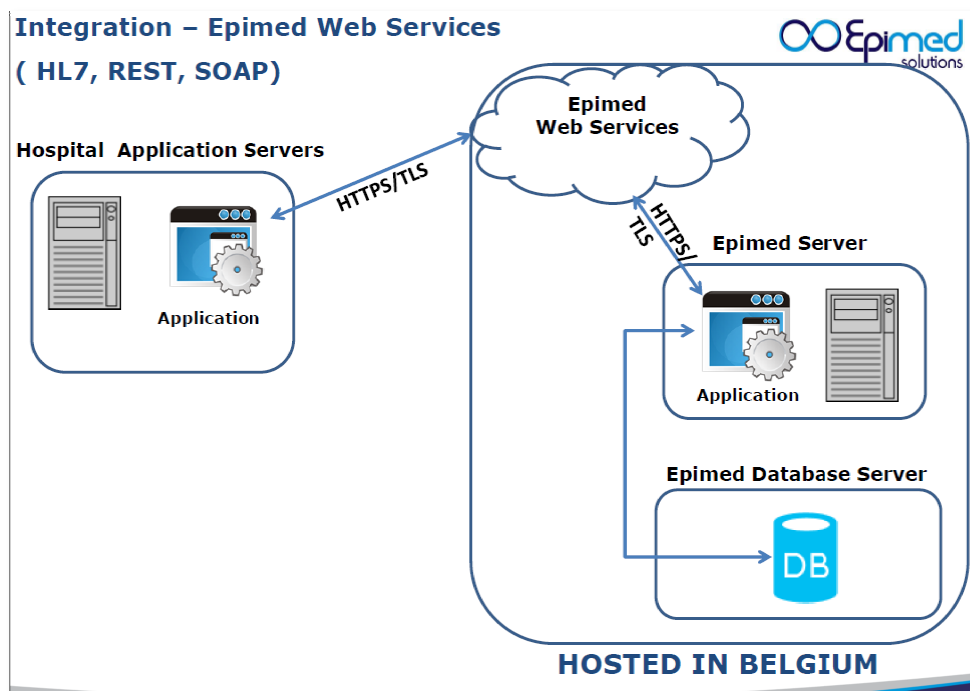 Integration – Epimed Web Services
( HL7, REST, SOAP)
Epimed
solutions
Epimed
Web Services
Hospital  Application Servers
HTTPS/TLS
HTTPS/
TLS
Epimed Server
Application
Application
Epimed Database Server
DB
HOSTED IN BELGIUM